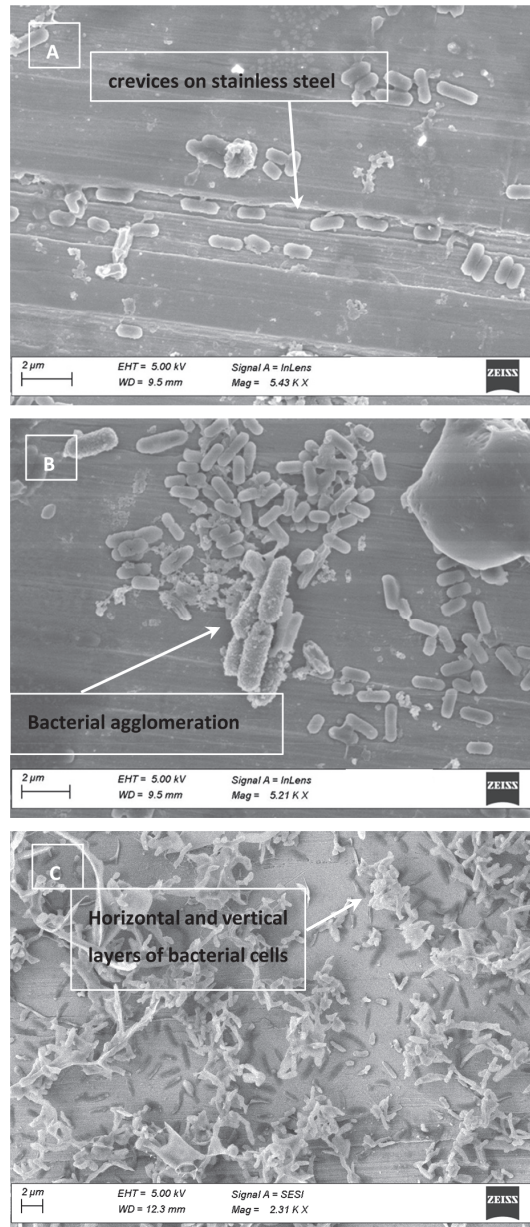 A
crevices on stainless steel
2 µm
EHT = 5.00 kV
Signal A = InLens
WD = 9.5 mm
Mag = 5.43 K X
ZEISS
B
Bacterial agglomeration
2 µm
EHT = 5.00 kV
Signal A = InLens
WD = 9.5 mm
Mag = 5.21 K X
ZEISS
C
Horizontal and vertical
layers of bacterial cells
2 µm
EHT = 5.00 kV
Signal A = SESI
WD = 12.3 mm
Mag = 2.31 K X
ZEISS